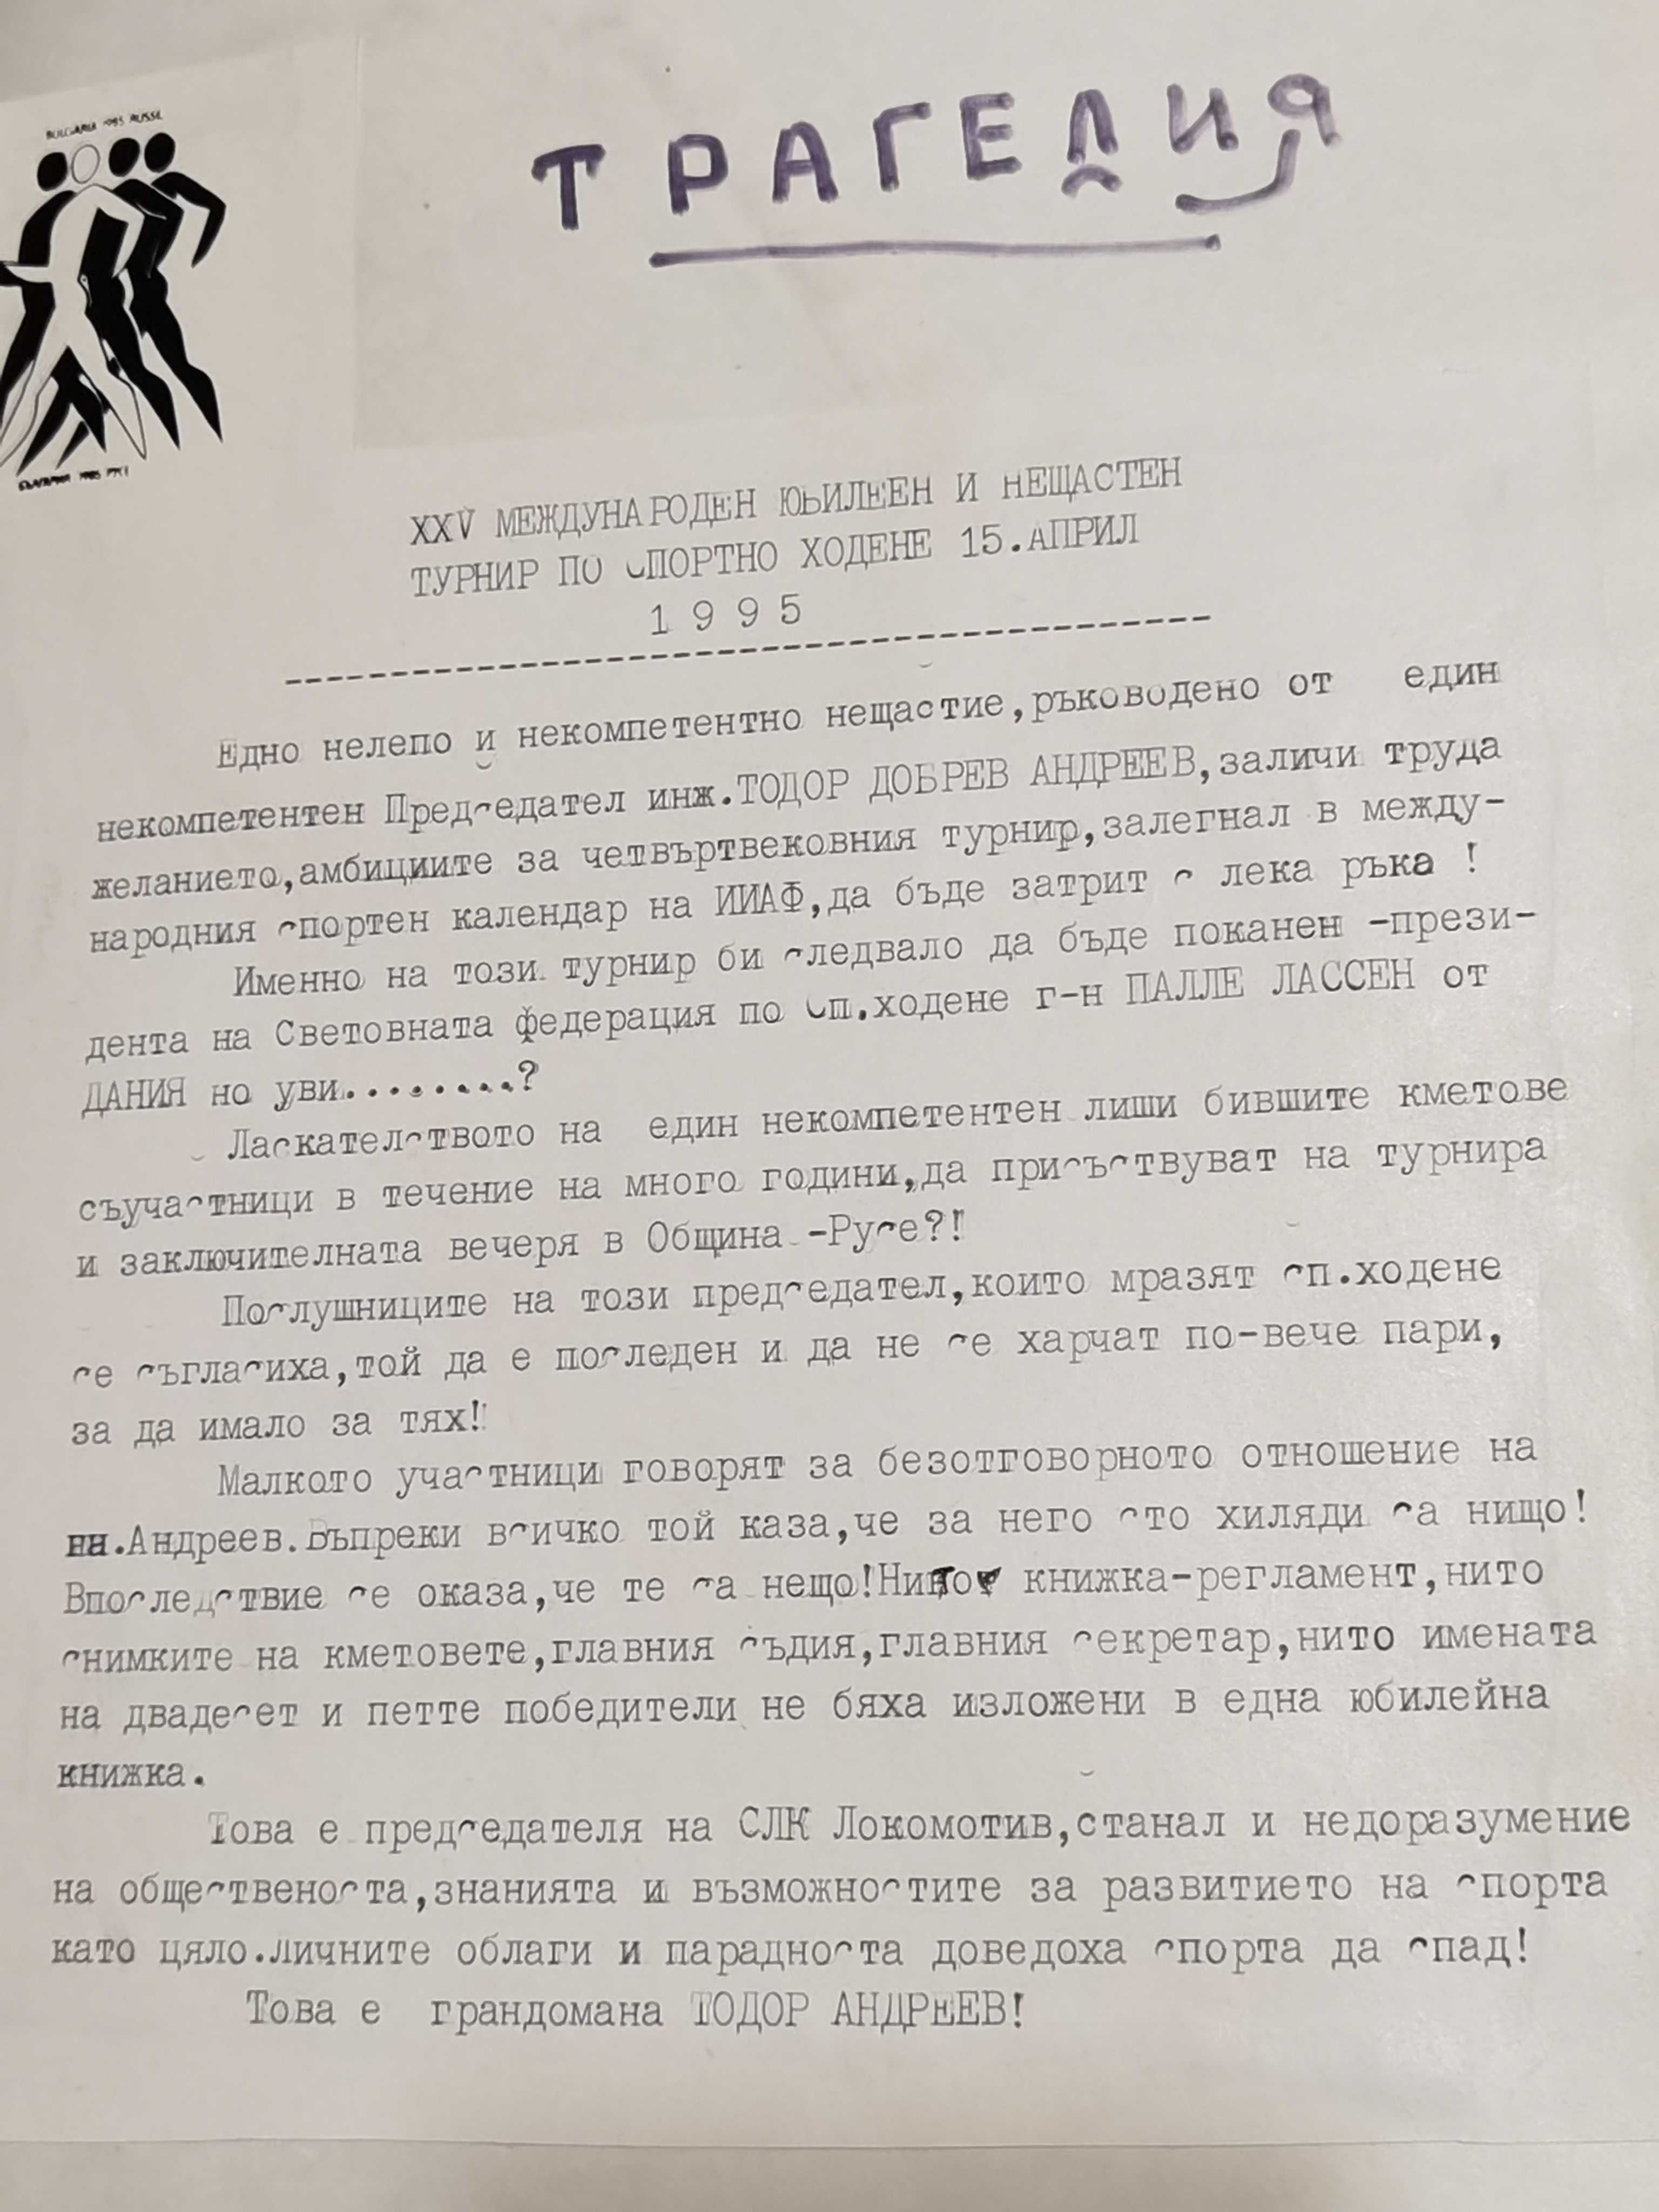 ТРАГЕДИЯ
BULGARIA 1995 RUSSE
БЪЛГАРИЯ 1995
XXV МЕЖДУНАРОДЕН ЮБИЛЕЕН И НЕЩАСТЕН
ТУРНИР ПО СПОРТНО ХОДЕНЕ 15.АПРИЛ
1 9 9 5
----------------------------------
Едно нелепо и некомпетентно нещастие,ръководено от един
некомпетентен Председател инж.ТОДОР ДОБРЕВ АНДРЕЕВ,заличи труда
желанието,амбициите за четвъртвековния турнир,залегнал в между-
народния спортен календар на ИИАФ,да бъде затрит с лека ръка !
Именно на този турнир би следвало да бъде поканен -прези-
дента на Световната федерация по сп.ходене г-н ПАЛЛЕ ЛАССЕН от
ДАНИЯ но уви.........?
Ласкателството на един некомпетентен лиши бившите кметове
съучастници в течение на много години,да присъствуват на турнира
и заключителната вечеря в Община -Русе?!
Послушниците на този председател,които мразят сп.ходене
се съгласиха,той да е последен и да не се харчат по-вече пари,
за да имало за тях!
Малкото участници говорят за безотговорното отношение на
ин.Андреев.Въпреки всичко той каза,че за него сто хиляди са нищо!
Впоследствие се оказа,че те са нещо!Нито книжка-регламент,нито
снимките на кметовете,главния съдия,главния секретар,нито имената
на двадесет и петте победители не бяха изложени в една юбилейна
книжка.
Това е председателя на СЛК Локомотив,станал и недоразумение
на обществеността,знанията и възможностите за развитието на спорта
като цяло.Личните облаги и парадността доведоха спорта да спад!
Това е грандомана ТОДОР АНДРЕЕВ!